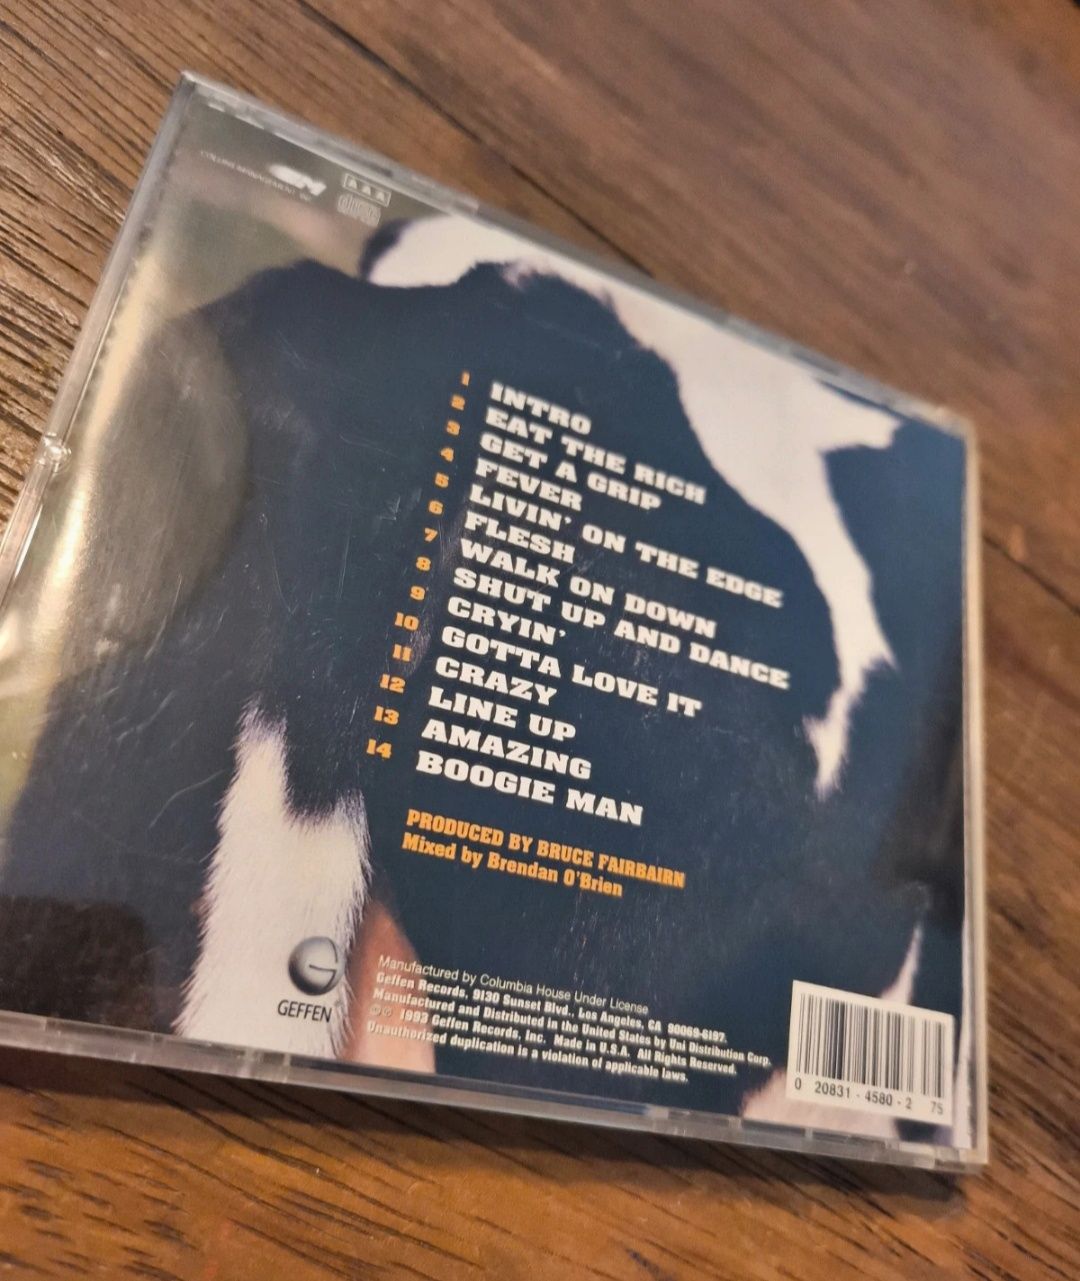 COLLINS MANAGEMENT
AAA
1 INTRO
2 EAT THE RICH
3 GET A GRIP
4 FEVER
5 LIVIN' ON THE EDGE
6 FLESH
7 WALK ON DOWN
8 SHUT UP AND DANCE
9 CRYIN'
10 GOTTA LOVE IT
11 CRAZY
12 LINE UP
13 AMAZING
14 BOOGIE MAN
PRODUCED BY BRUCE FAIRBAIRN
Mixed by Brendan O'Brien
GEFFEN
Manufactured by Columbia House Under License
Geffen Records, 9130 Sunset Blvd., Los Angeles, CA 90069-6197.
Manufactured and Distributed in the United States by Uni Distribution Corp.
℗© 1993 Geffen Records, Inc. Made in U.S.A. All Rights Reserved.
Unauthorized duplication is a violation of applicable laws.
0 20831-4580-2 75